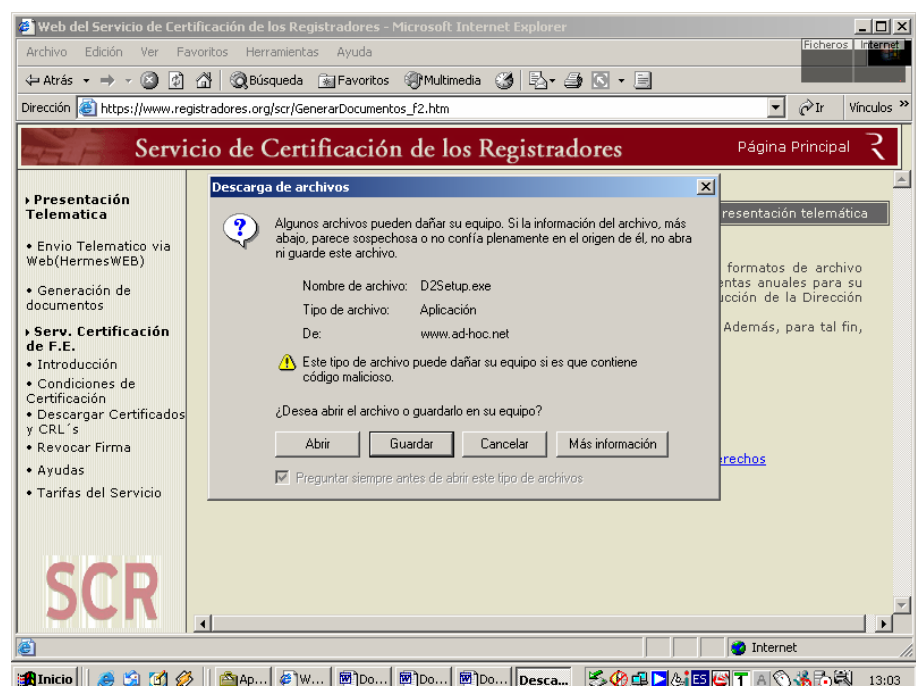 Web del Servicio de Certificación de los Registradores - Microsoft Internet Explorer
Archivo Edición Ver Favoritos Herramientas Ayuda
Ficheros Internet
Atrás Búsqueda Favoritos Multimedia
Dirección https://www.registradores.org/scr/GenerarDocumentos_f2.htm Ir Vínculos »
Servicio de Certificación de los Registradores Página Principal
Presentación
Telematica
• Envio Telematico via
Web(HermesWEB)
• Generación de
documentos
Serv. Certificación
de F.E.
• Introducción
• Condiciones de
Certificación
• Descargar Certificados
y CRL´s
• Revocar Firma
• Ayudas
• Tarifas del Servicio
SCR
resentación telemática
formatos de archivo
entas anuales para su
ucción de la Dirección
Además, para tal fin,
erechos
Descarga de archivos
Algunos archivos pueden dañar su equipo. Si la información del archivo, más
abajo, parece sospechosa o no confía plenamente en el origen de él, no abra
ni guarde este archivo.
Nombre de archivo: D2Setup.exe
Tipo de archivo: Aplicación
De: www.ad-hoc.net
Este tipo de archivo puede dañar su equipo si es que contiene
código malicioso.
¿Desea abrir el archivo o guardarlo en su equipo?
Abrir Guardar Cancelar Más información
Preguntar siempre antes de abrir este tipo de archivos
Internet
Inicio Ap... W... Do... Do... Do... Desca... ES 13:03